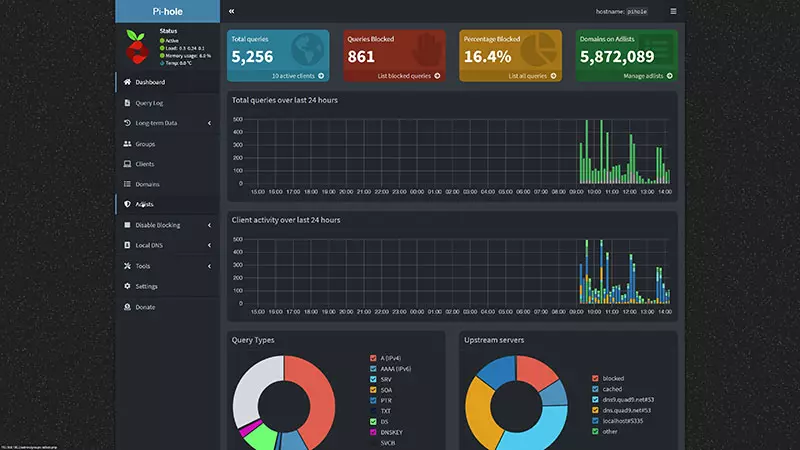 Pi-hole
hostname: pihole
Status
Active
Load: 0.3 0.24 0.1
Memory usage: 6.0 %
Temp: 0.0 °C
Total queries
5,256
10 active clients
Queries Blocked
861
List blocked queries
Percentage Blocked
16.4%
List all queries
Domains on Adlists
5,872,089
Manage adlists
Dashboard
Query Log
Long-term Data
Groups
Clients
Domains
Adlists
Disable Blocking
Local DNS
Tools
Settings
Donate
Total queries over last 24 hours
500
400
300
200
100
0
15:00 16:00 17:00 18:00 19:00 20:00 21:00 22:00 23:00 00:00 01:00 02:00 03:00 04:00 05:00 06:00 07:00 08:00 09:00 10:00 11:00 12:00 13:00 14:00
Client activity over last 24 hours
500
400
300
200
100
0
15:00 16:00 17:00 18:00 19:00 20:00 21:00 22:00 23:00 00:00 01:00 02:00 03:00 04:00 05:00 06:00 07:00 08:00 09:00 10:00 11:00 12:00 13:00 14:00
Query Types
A (IPv4)
AAAA (IPv6)
SRV
SOA
PTR
TXT
DS
DNSKEY
SVCB
Upstream servers
blocked
cached
dns9.quad9.net#53
dns.quad9.net#53
localhost#5335
other